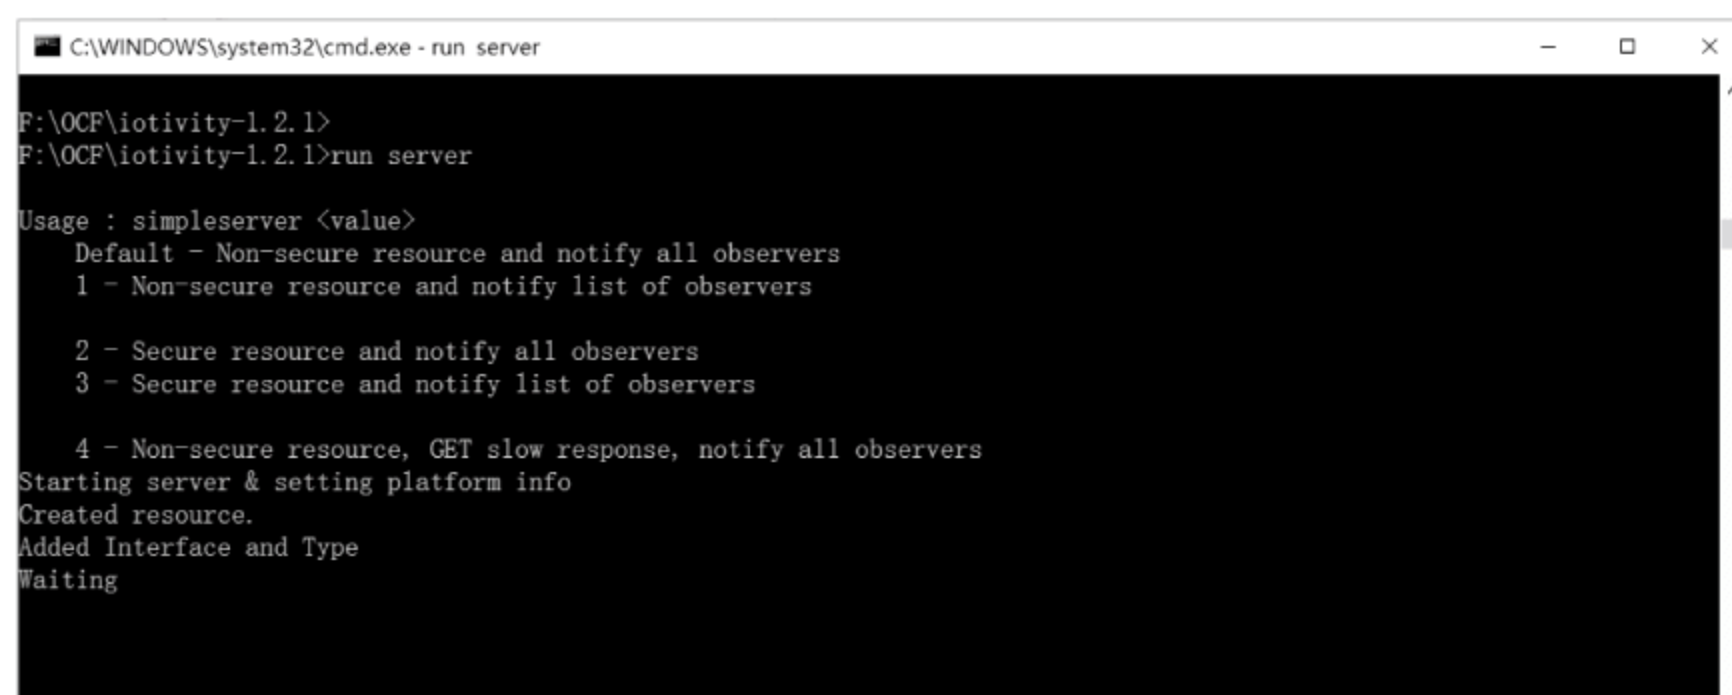 C:\WINDOWS\system32\cmd.exe - run  server
F:\OCF\iotivity-1.2.1>
F:\OCF\iotivity-1.2.1>run server
Usage : simpleserver <value>
    Default - Non-secure resource and notify all observers
    1 - Non-secure resource and notify list of observers
    2 - Secure resource and notify all observers
    3 - Secure resource and notify list of observers
    4 - Non-secure resource, GET slow response, notify all observers
Starting server & setting platform info
Created resource.
Added Interface and Type
Waiting